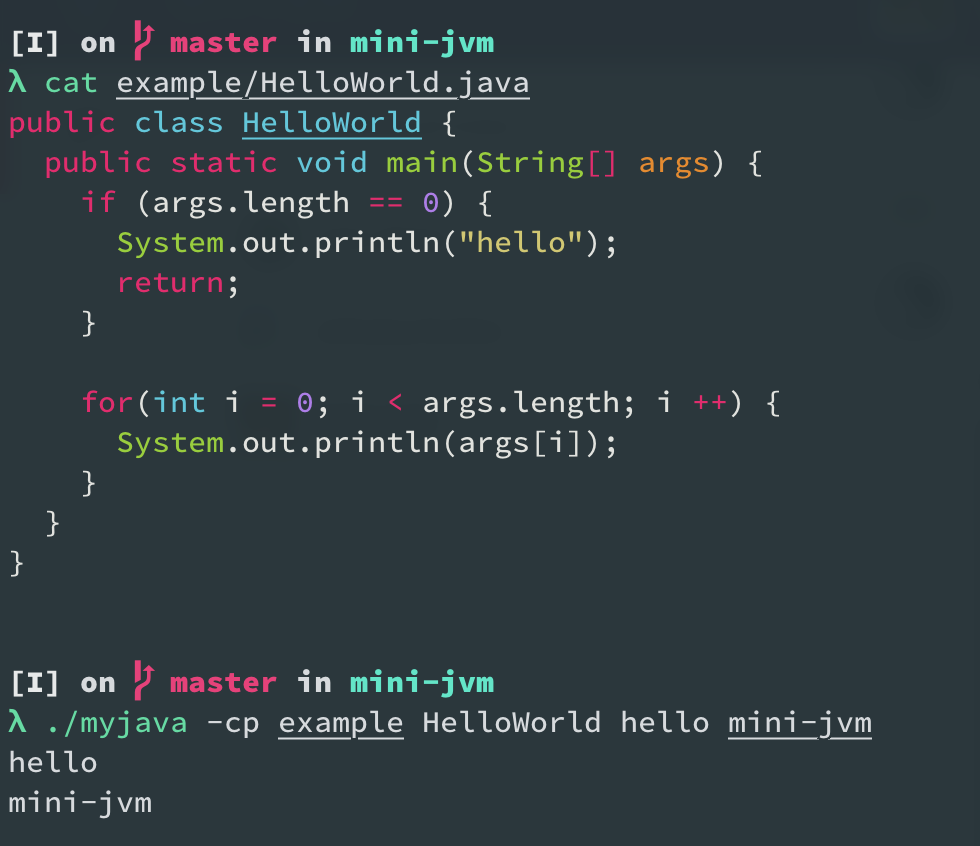 [I] on master in mini-jvm
λ cat example/HelloWorld.java
public class HelloWorld {
  public static void main(String[] args) {
    if (args.length == 0) {
      System.out.println("hello");
      return;
    }

    for(int i = 0; i < args.length; i ++) {
      System.out.println(args[i]);
    }
  }
}

[I] on master in mini-jvm
λ ./myjava -cp example HelloWorld hello mini-jvm
hello
mini-jvm